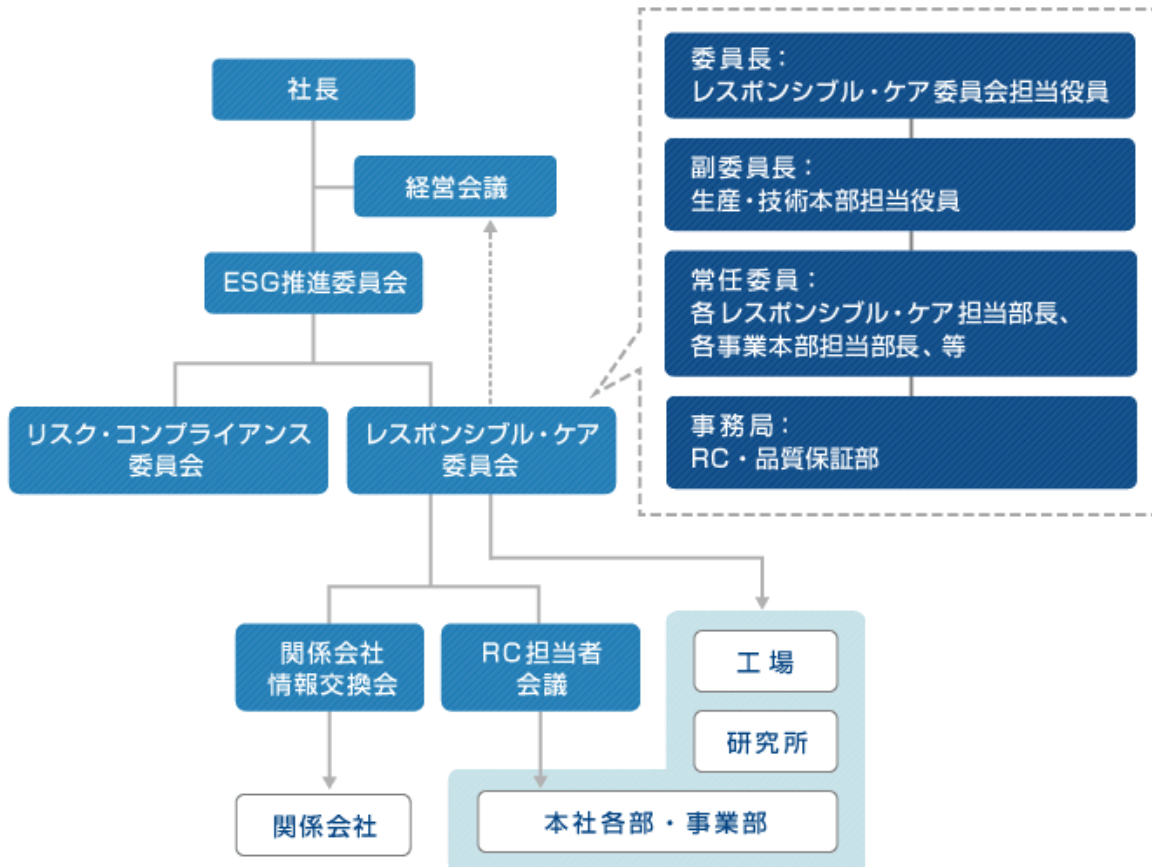 社長
経営会議
ESG推進委員会
リスク・コンプライアンス
委員会
レスポンシブル・ケア
委員会
委員長：
レスポンシブル・ケア委員会担当役員
副委員長：
生産・技術本部担当役員
常任委員：
各レスポンシブル・ケア担当部長、
各事業本部担当部長、等
事務局：
RC・品質保証部
関係会社
情報交換会
RC担当者
会議
工場
研究所
関係会社
本社各部・事業部